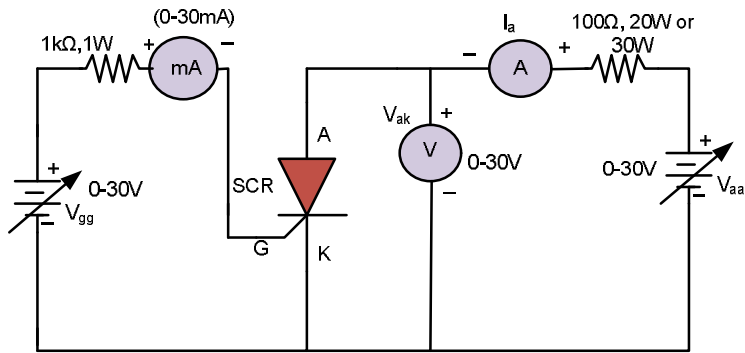 (0-30mA)
1kΩ,1W
+
−
mA
I_a
−
+
A
100Ω, 20W or
30W
+
0-30V
V_gg
−
SCR
A
G
K
V_ak
+
V
0-30V
−
+
0-30V
V_aa
−